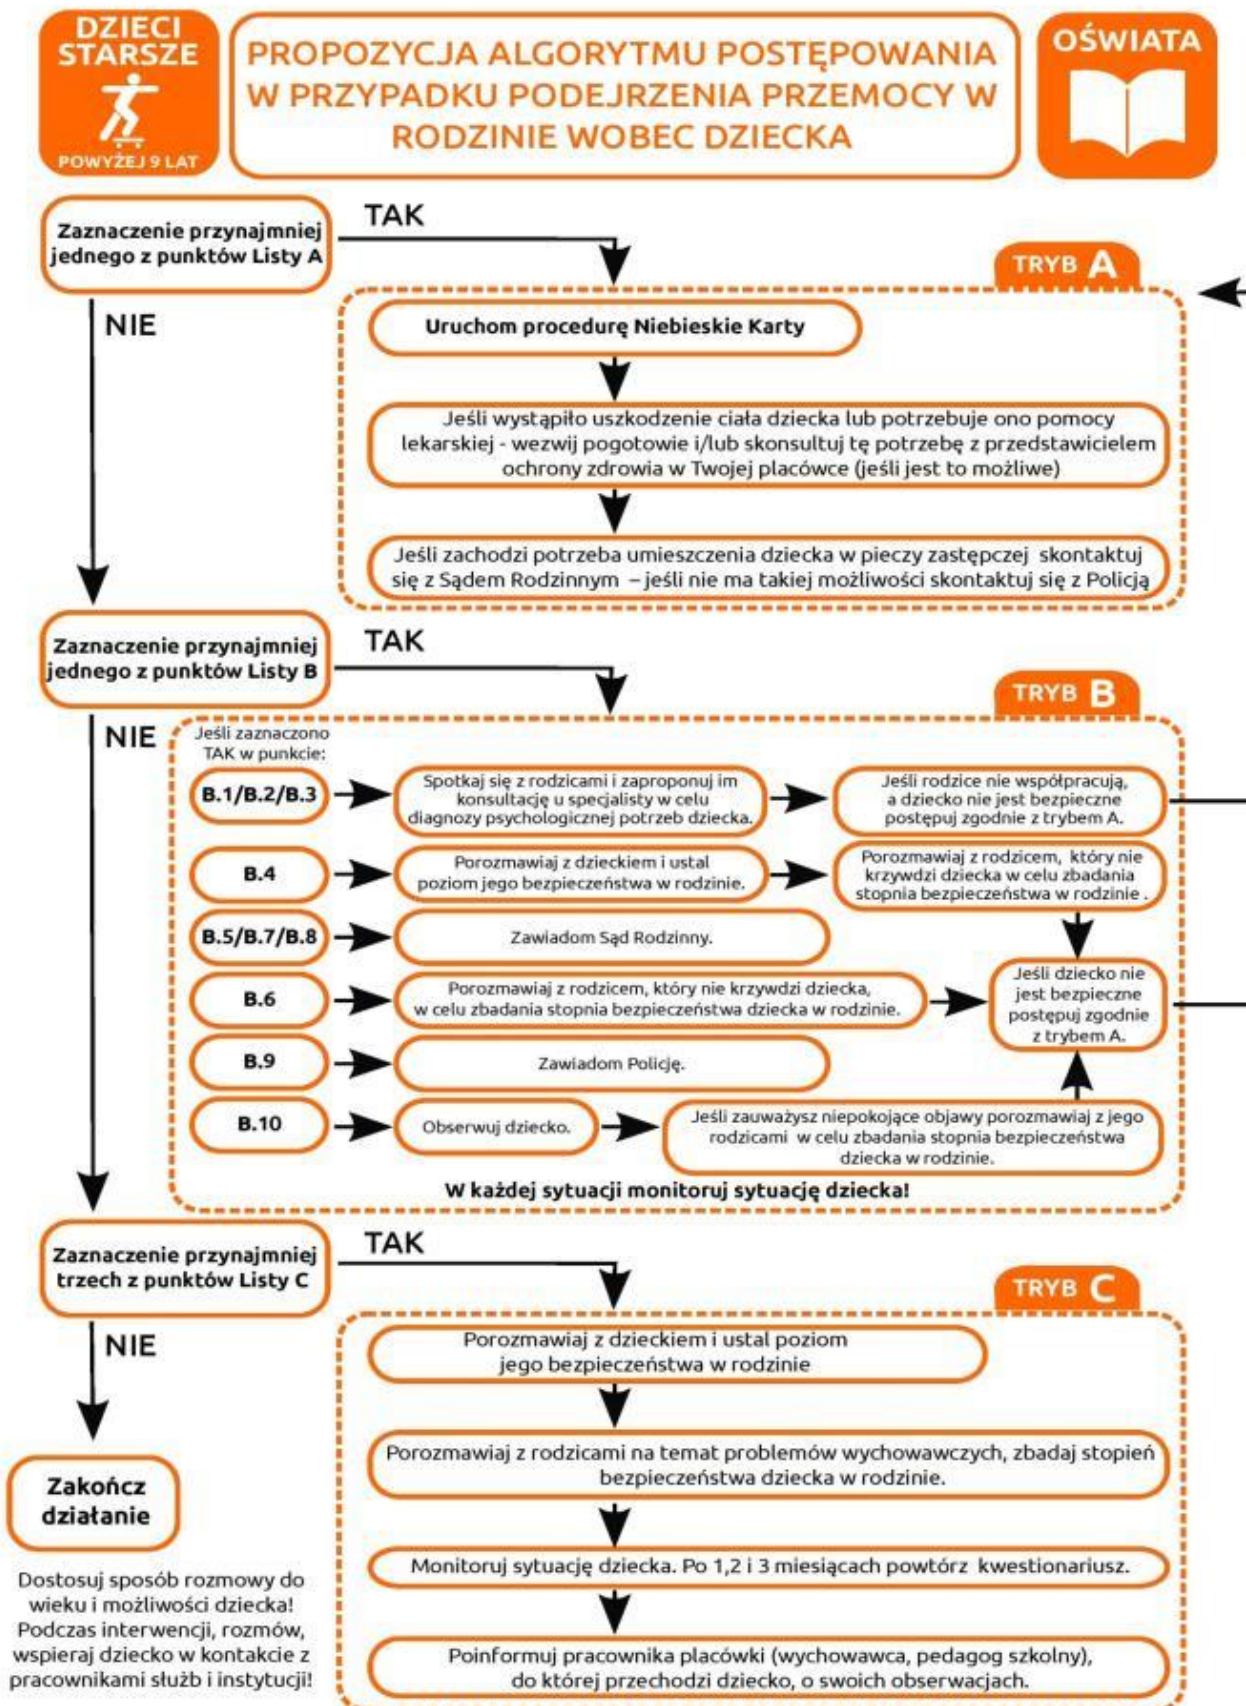 DZIECI
STARSZE
POWYŻEJ 9 LAT
PROPOZYCJA ALGORYTMU POSTĘPOWANIA
W PRZYPADKU PODEJRZENIA PRZEMOCY W
RODZINIE WOBEC DZIECKA
OŚWIATA
Zaznaczenie przynajmniej
jednego z punktów Listy A
TAK
NIE
TRYB A
Uruchom procedurę Niebieskie Karty
Jeśli wystąpiło uszkodzenie ciała dziecka lub potrzebuje ono pomocy
lekarskiej - wezwij pogotowie i/lub skonsultuj tę potrzebę z przedstawicielem
ochrony zdrowia w Twojej placówce (jeśli jest to możliwe)
Jeśli zachodzi potrzeba umieszczenia dziecka w pieczy zastępczej skontaktuj
się z Sądem Rodzinnym – jeśli nie ma takiej możliwości skontaktuj się z Policją
Zaznaczenie przynajmniej
jednego z punktów Listy B
TAK
NIE
TRYB B
Jeśli zaznaczono
TAK w punkcie:
B.1/B.2/B.3
Spotkaj się z rodzicami i zaproponuj im
konsultację u specjalisty w celu
diagnozy psychologicznej potrzeb dziecka.
Jeśli rodzice nie współpracują,
a dziecko nie jest bezpieczne
postępuj zgodnie z trybem A.
B.4
Porozmawiaj z dzieckiem i ustal
poziom jego bezpieczeństwa w rodzinie.
Porozmawiaj z rodzicem, który nie
krzywdzi dziecka w celu zbadania
stopnia bezpieczeństwa w rodzinie .
B.5/B.7/B.8
Zawiadom Sąd Rodzinny.
Jeśli dziecko nie
jest bezpieczne
postępuj zgodnie
z trybem A.
B.6
Porozmawiaj z rodzicem, który nie krzywdzi dziecka,
w celu zbadania stopnia bezpieczeństwa dziecka w rodzinie.
B.9
Zawiadom Policję.
B.10
Obserwuj dziecko.
Jeśli zauważysz niepokojące objawy porozmawiaj z jego
rodzicami w celu zbadania stopnia bezpieczeństwa
dziecka w rodzinie.
W każdej sytuacji monitoruj sytuację dziecka!
Zaznaczenie przynajmniej
trzech z punktów Listy C
TAK
NIE
TRYB C
Porozmawiaj z dzieckiem i ustal poziom
jego bezpieczeństwa w rodzinie
Porozmawiaj z rodzicami na temat problemów wychowawczych, zbadaj stopień
bezpieczeństwa dziecka w rodzinie.
Monitoruj sytuację dziecka. Po 1,2 i 3 miesiącach powtórz kwestionariusz.
Poinformuj pracownika placówki (wychowawca, pedagog szkolny),
do której przechodzi dziecko, o swoich obserwacjach.
Zakończ
działanie
Dostosuj sposób rozmowy do
wieku i możliwości dziecka!
Podczas interwencji, rozmów,
wspieraj dziecko w kontakcie z
pracownikami służb i instytucji!